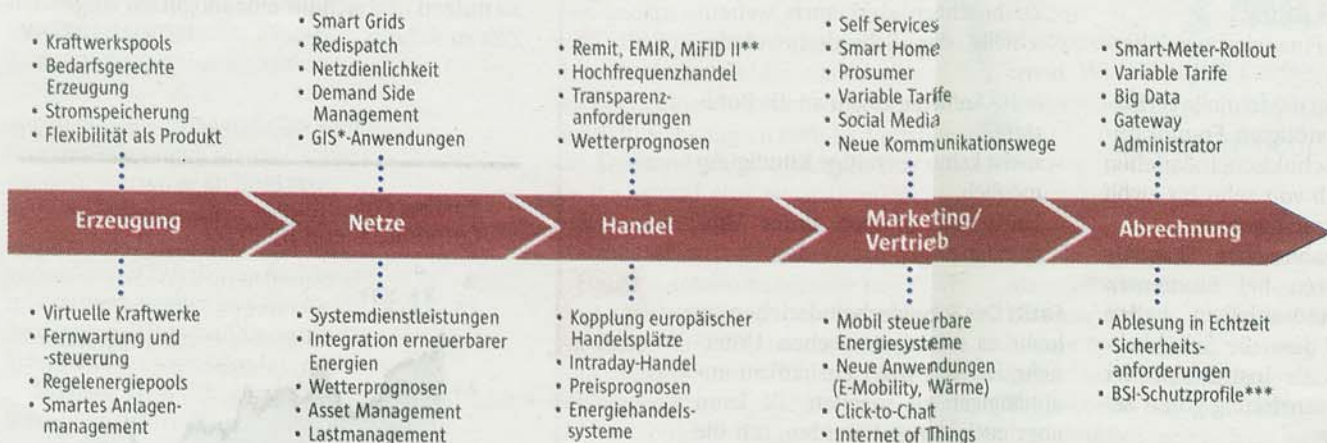 • Kraftwerkspools
• Bedarfsgerechte
Erzeugung
• Stromspeicherung
• Flexibilität als Produkt
• Smart Grids
• Redispatch
• Netzdienlichkeit
• Demand Side
Management
• GIS*-Anwendungen
• Remit, EMIR, MiFID II**
• Hochfrequenzhandel
• Transparenz-
anforderungen
• Wetterprognosen
• Self Services
• Smart Home
• Prosumer
• Variable Tarife
• Social Media
• Neue Kommunikationswege
• Smart-Meter-Rollout
• Variable Tarife
• Big Data
• Gateway
• Administrator
Erzeugung
Netze
Handel
Marketing/
Vertrieb
Abrechnung
• Virtuelle Kraftwerke
• Fernwartung und
-steuerung
• Regelenergiepools
• Smartes Anlagen-
management
• Systemdienstleistungen
• Integration erneuerbarer
Energien
• Wetterprognosen
• Asset Management
• Lastmanagement
• Kopplung europäischer
Handelsplätze
• Intraday-Handel
• Preisprognosen
• Energiehandels-
systeme
• Mobil steuerbare
Energiesysteme
• Neue Anwendungen
(E-Mobility, Wärme)
• Click-to-Chat
• Internet of Things
• Ablesung in Echtzeit
• Sicherheits-
anforderungen
• BSI-Schutzprofile***